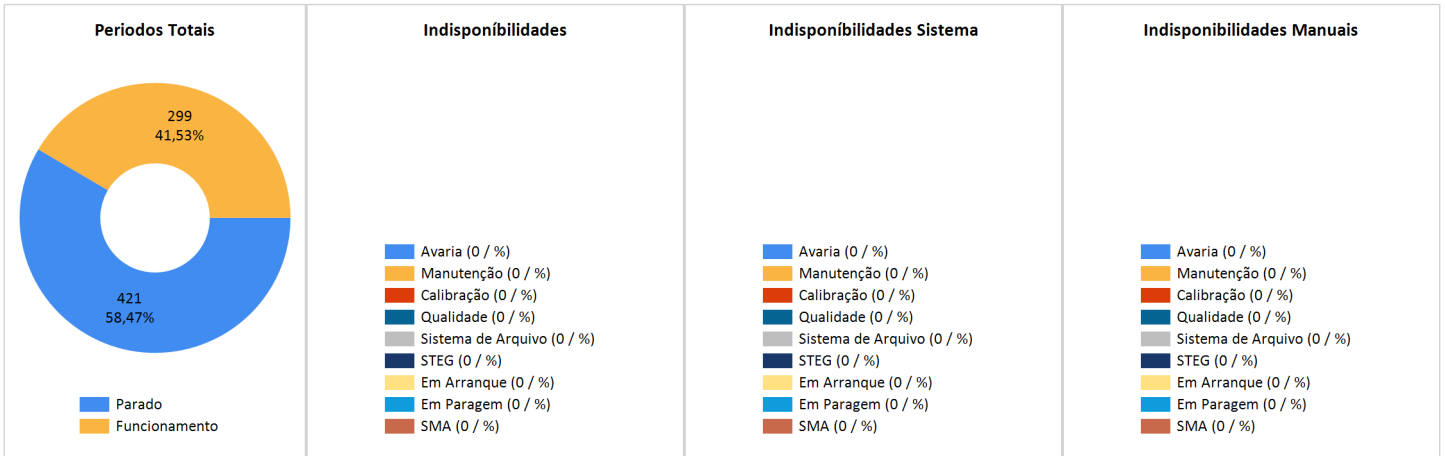 Periodos Totais
299
41,53%
421
58,47%
Parado
Funcionamento
Indisponíbilidades
Avaria (0 / %)
Manutenção (0 / %)
Calibração (0 / %)
Qualidade (0 / %)
Sistema de Arquivo (0 / %)
STEG (0 / %)
Em Arranque (0 / %)
Em Paragem (0 / %)
SMA (0 / %)
Indisponíbilidades Sistema
Avaria (0 / %)
Manutenção (0 / %)
Calibração (0 / %)
Qualidade (0 / %)
Sistema de Arquivo (0 / %)
STEG (0 / %)
Em Arranque (0 / %)
Em Paragem (0 / %)
SMA (0 / %)
Indisponíbilidades Manuais
Avaria (0 / %)
Manutenção (0 / %)
Calibração (0 / %)
Qualidade (0 / %)
Sistema de Arquivo (0 / %)
STEG (0 / %)
Em Arranque (0 / %)
Em Paragem (0 / %)
SMA (0 / %)